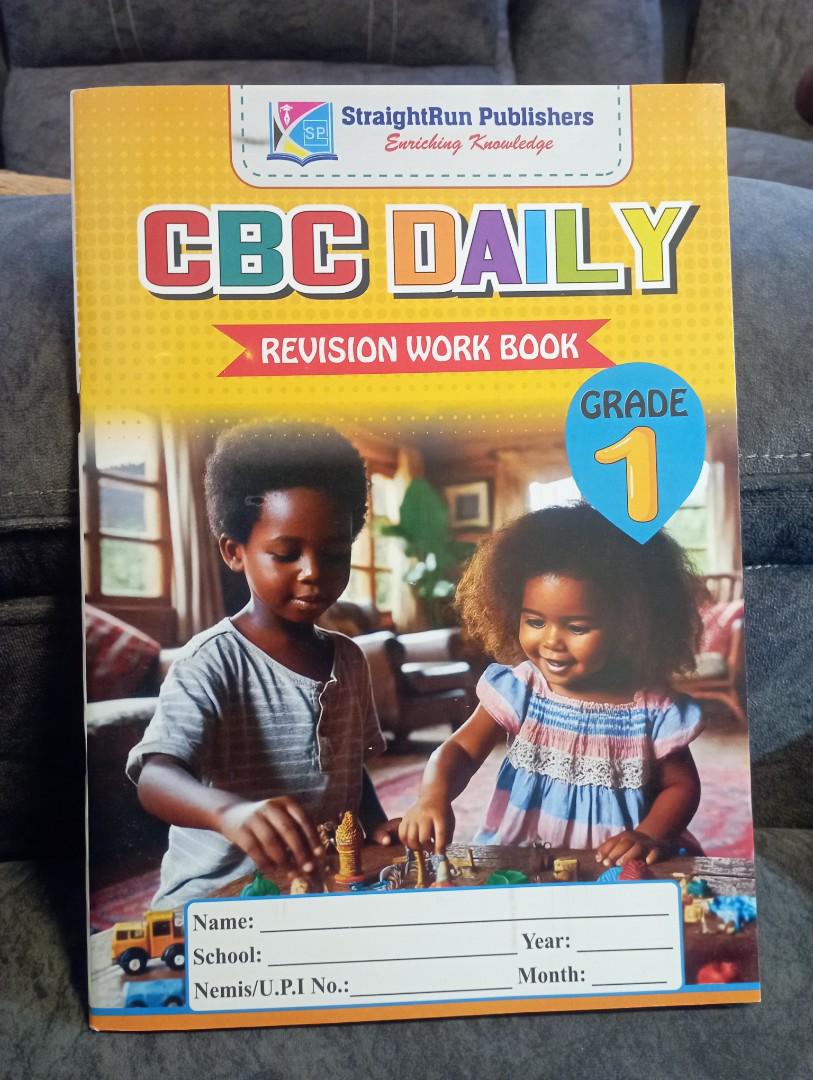 SP
StraightRun Publishers
Enriching Knowledge
CBC DAILY
REVISION WORK BOOK
GRADE
1
Name:
School: Year:
Nemis/U.P.I No.: Month: